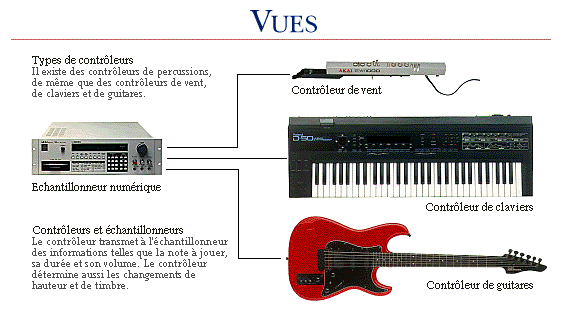 VUES
Types de contrôleurs
Il existe des contrôles de percussions,
de même que des contrôleurs de vent,
de claviers et de guitares.
AKAI EWI1000
Contrôleur de vent
D-50
Echantillonneur numérique
Contrôleur de claviers
Contrôleurs et échantillonneurs
Le contrôleur transmet à l'échantillonneur
des informations telles que la note à jouer,
sa durée et son volume. Le contrôleur
détermine aussi les changements de
hauteur et de timbre.
Contrôleur de guitares